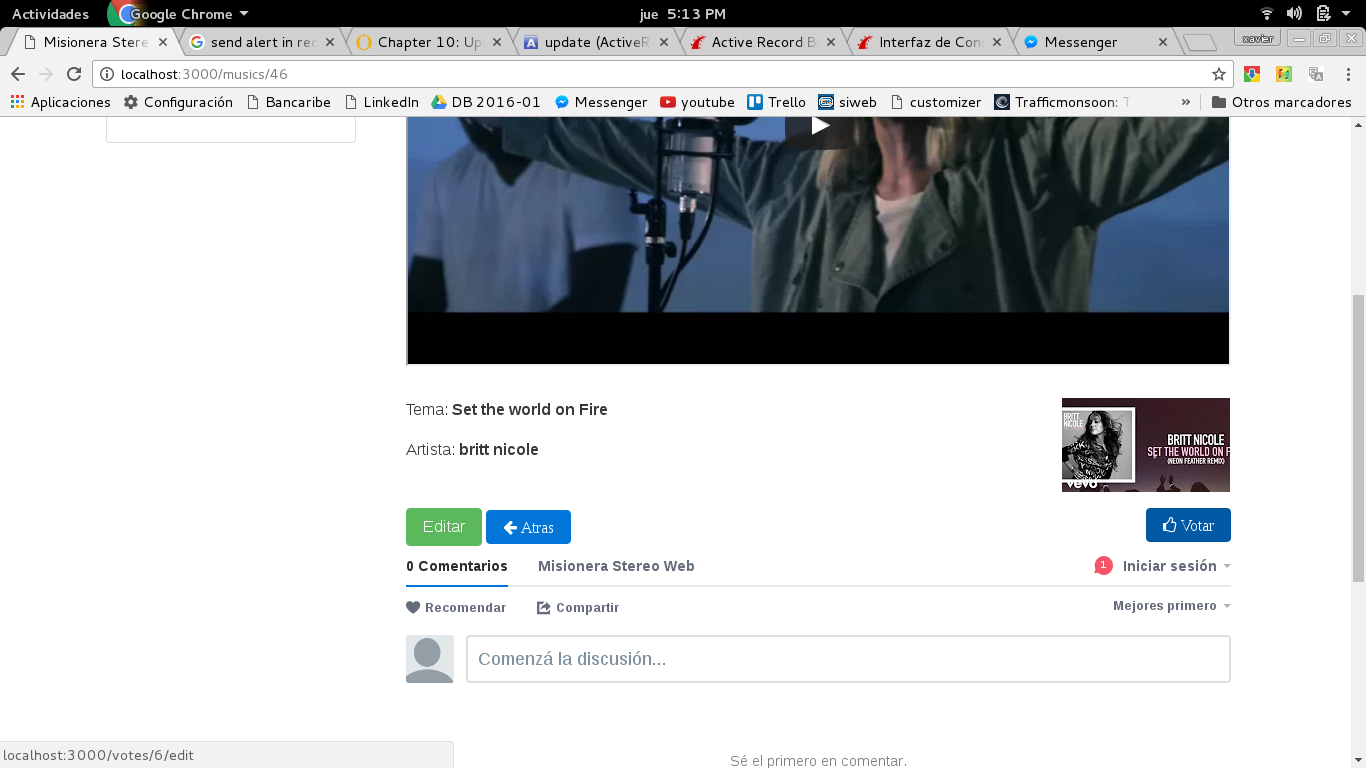 Actividades Google Chrome jue 5:13 PM
Misionera Stere send alert in rec Chapter 10: Up update (ActiveR Active Record B Interfaz de Con Messenger xavier
localhost:3000/musics/46
Aplicaciones Configuración Bancaribe LinkedIn DB 2016-01 Messenger youtube Trello siweb customizer Trafficmonsoon: T » Otros marcadores
Tema: Set the world on Fire
Artista: britt nicole
BRITT
NICOLE
BRITT NICOLE
SET THE WORLD ON F
(NEON FEATHER REMIX)
vevo
Editar Atras Votar
0 Comentarios Misionera Stereo Web 1 Iniciar sesión
Recomendar Compartir Mejores primero
Comenzá la discusión...
localhost:3000/votes/6/edit
Sé el primero en comentar.